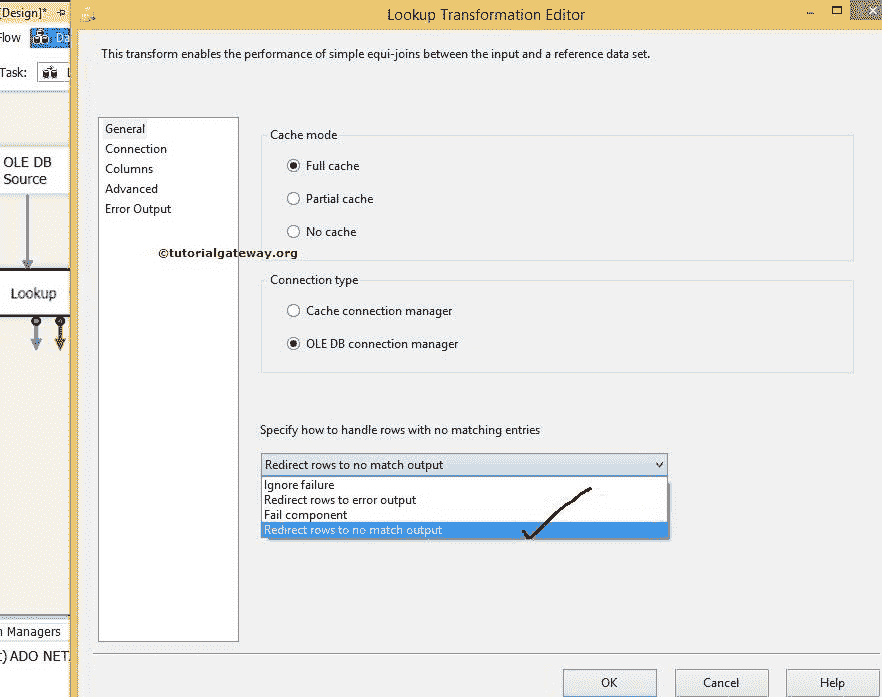 [Design]*
Lookup Transformation Editor
low
Da
This transform enables the performance of simple equi-joins between the input and a reference data set.
Task:
General
Connection
Columns
Advanced
Error Output
OLE DB
Source
Lookup
Cache mode
Full cache
Partial cache
No cache
©tutorialgateway.org
Connection type
Cache connection manager
OLE DB connection manager
Specify how to handle rows with no matching entries
Redirect rows to no match output
Ignore failure
Redirect rows to error output
Fail component
Redirect rows to no match output
n Managers
:) ADO NET
OK
Cancel
Help